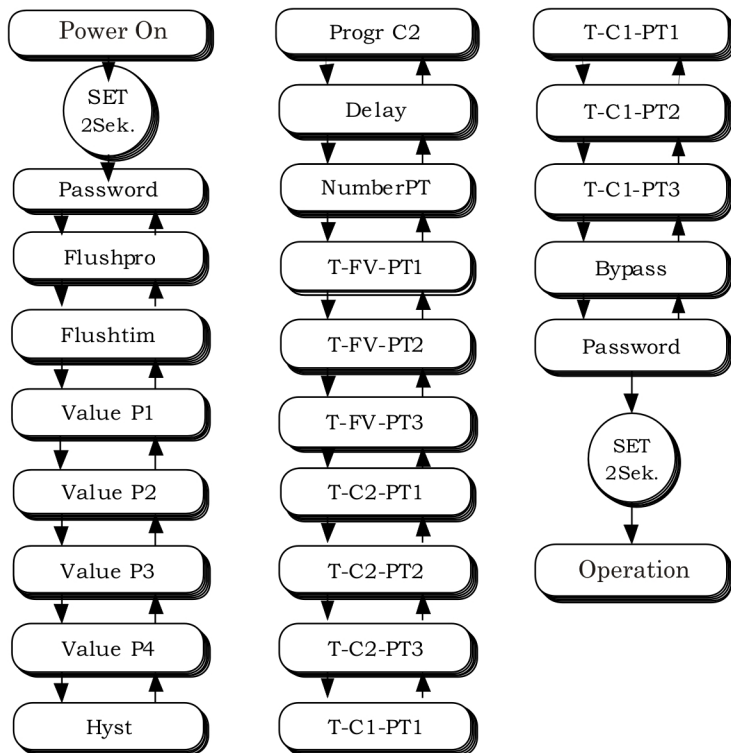 Power On
SET
2Sek.
Password
Flushpro
Flushtim
Value P1
Value P2
Value P3
Value P4
Hyst
Progr C2
Delay
NumberPT
T-FV-PT1
T-FV-PT2
T-FV-PT3
T-C2-PT1
T-C2-PT2
T-C2-PT3
T-C1-PT1
T-C1-PT1
T-C1-PT2
T-C1-PT3
Bypass
Password
SET
2Sek.
Operation